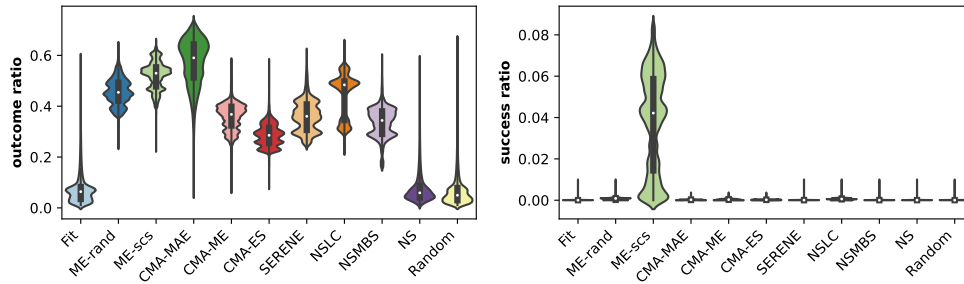 outcome ratio
0.6
0.4
0.2
0.0
Fit
ME-rand
ME-scs
CMA-MAE
CMA-ME
CMA-ES
SERENE
NSLC
NSMBS
NS
Random
success ratio
0.08
0.06
0.04
0.02
0.00
Fit
ME-rand
ME-scs
CMA-MAE
CMA-ME
CMA-ES
SERENE
NSLC
NSMBS
NS
Random